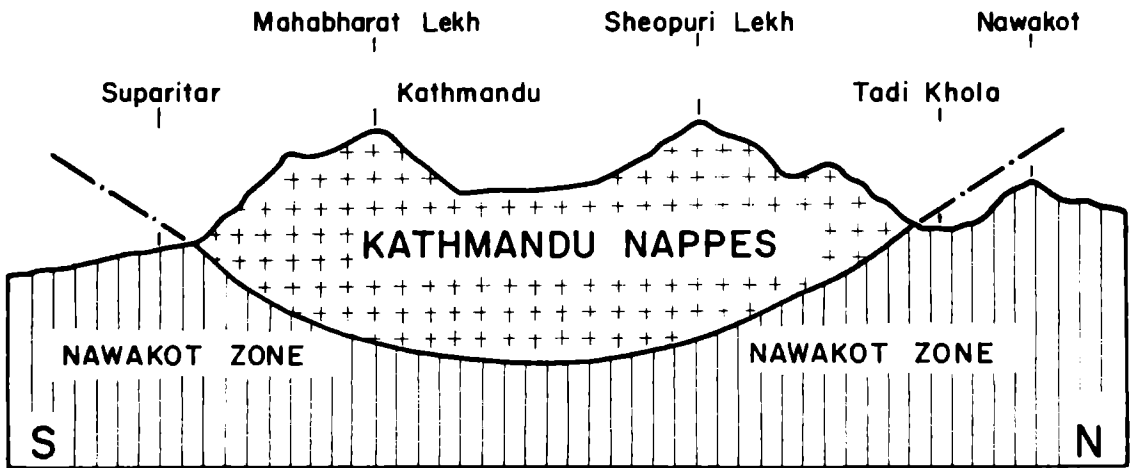 Mahabharat Lekh Sheopuri Lekh Nawakot
Suparitar Kathmandu Tadi Khola
KATHMANDU NAPPES
NAWAKOT ZONE NAWAKOT ZONE
S N